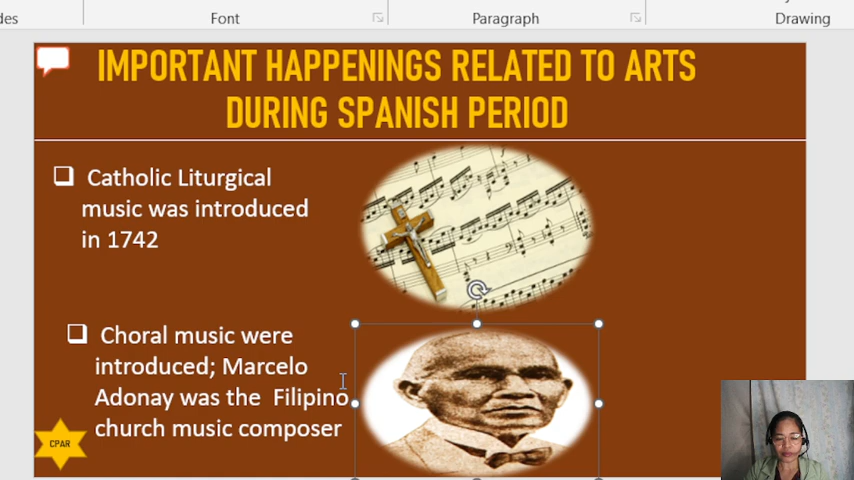 Font
Paragraph
Drawing
IMPORTANT HAPPENINGS RELATED TO ARTS
DURING SPANISH PERIOD
Catholic Liturgical
music was introduced
in 1742
Choral music were
introduced; Marcelo
Adonay was the Filipino
church music composer
CPAR